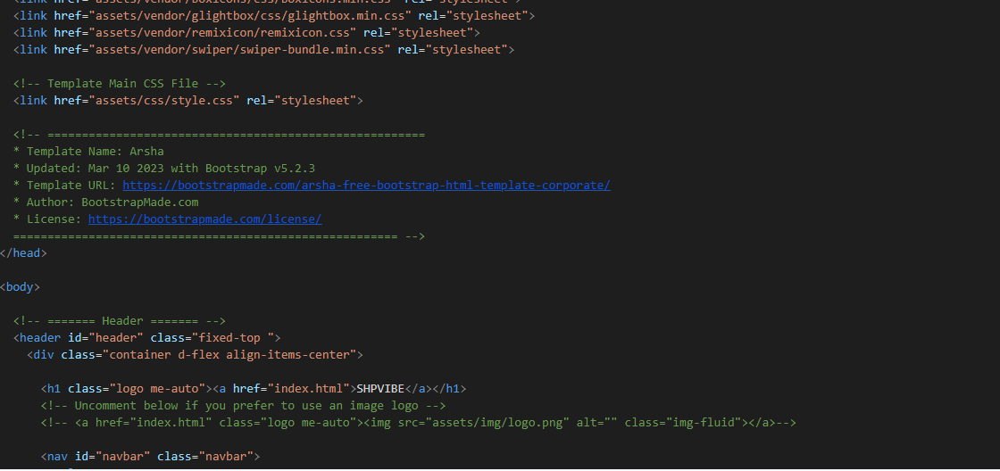 <link href="assets/vendor/boxicons/css/boxicons.min.css" rel="stylesheet">
<link href="assets/vendor/glightbox/css/glightbox.min.css" rel="stylesheet">
<link href="assets/vendor/remixicon/remixicon.css" rel="stylesheet">
<link href="assets/vendor/swiper/swiper-bundle.min.css" rel="stylesheet">
<!-- Template Main CSS File -->
<link href="assets/css/style.css" rel="stylesheet">
<!-- =======================================================
* Template Name: Arsha
* Updated: Mar 10 2023 with Bootstrap v5.2.3
* Template URL: https://bootstrapmade.com/arsha-free-bootstrap-html-template-corporate/
* Author: BootstrapMade.com
* License: https://bootstrapmade.com/license/
======================================================== -->
</head>
<body>
<!-- ======= Header ======= -->
<header id="header" class="fixed-top ">
<div class="container d-flex align-items-center">
<h1 class="logo me-auto"><a href="index.html">SHPVIBE</a></h1>
<!-- Uncomment below if you prefer to use an image logo -->
<!-- <a href="index.html" class="logo me-auto"><img src="assets/img/logo.png" alt="" class="img-fluid"></a>-->
<nav id="navbar" class="navbar">